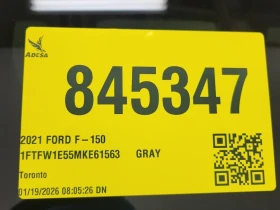 ADESA
845347
2021 FORD F-150
1FTFW1E55MKE61563 GRAY
Toronto
01/19/2026 08:05:26 DN